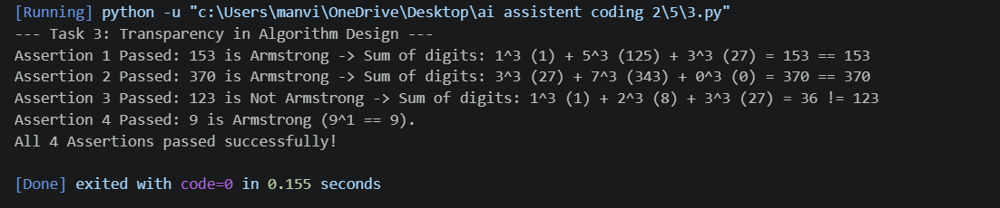 [Running] python -u "c:\Users\manvi\OneDrive\Desktop\ai assistent coding 2\5\3.py"
--- Task 3: Transparency in Algorithm Design ---
Assertion 1 Passed: 153 is Armstrong -> Sum of digits: 1^3 (1) + 5^3 (125) + 3^3 (27) = 153 == 153
Assertion 2 Passed: 370 is Armstrong -> Sum of digits: 3^3 (27) + 7^3 (343) + 0^3 (0) = 370 == 370
Assertion 3 Passed: 123 is Not Armstrong -> Sum of digits: 1^3 (1) + 2^3 (8) + 3^3 (27) = 36 != 123
Assertion 4 Passed: 9 is Armstrong (9^1 == 9).
All 4 Assertions passed successfully!
[Done] exited with code=0 in 0.155 seconds